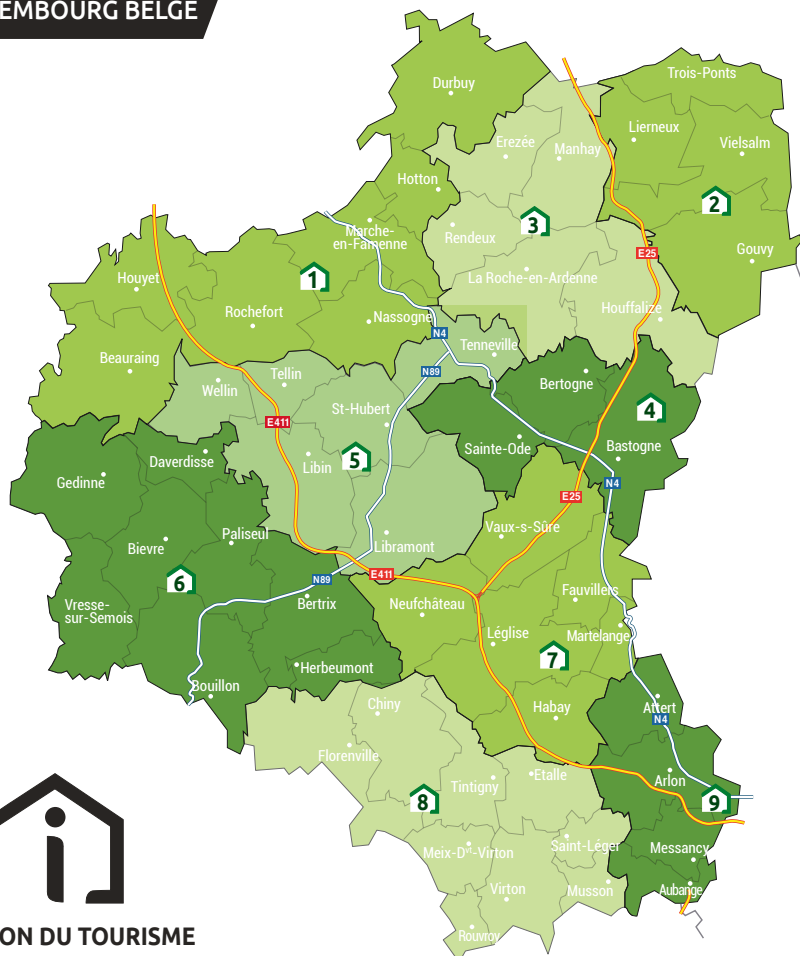 EMBOURG BELGE
Durbuy
Trois-Ponts
Lierneux
Vielsalm
Erezée
Manhay
Hotton
2
3
Marche-
en-Famenne
Rendeux
E25
Gouvy
Houyet
1
La Roche-en-Ardenne
Rochefort
Nassogne
Houffalize
N4
Tenneville
Beauraing
Tellin
N89
Wellin
Bertogne
St-Hubert
4
E411
Sainte-Ode
Bastogne
5
Daverdisse
Libin
Gedinne
N4
E25
Vaux-s-Sûre
Paliseul
Bievre
Libramont
6
N89
E411
Fauvillers
Bertrix
Neufchâteau
Vresse-
sur-Semois
Léglise
Martelange
7
Herbeumont
Bouillon
Chiny
Habay
Attert
N4
Florenville
Etalle
Arlon
Tintigny
8
9
Saint-Léger
Messancy
Meix-Dvt-Virton
Virton
Musson
Aubange
Rouvroy
i
ON DU TOURISME